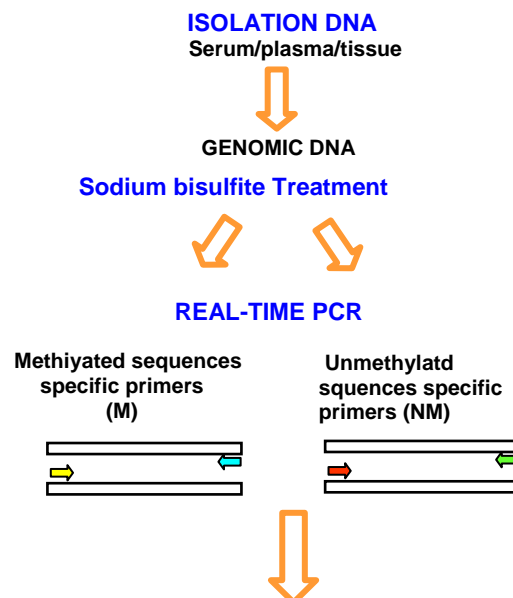 ISOLATION DNA
Serum/plasma/tissue
GENOMIC DNA
Sodium bisulfite Treatment
REAL-TIME PCR
Methiyated sequences
specific primers
(M)
Unmethylatd
squences specific
primers (NM)